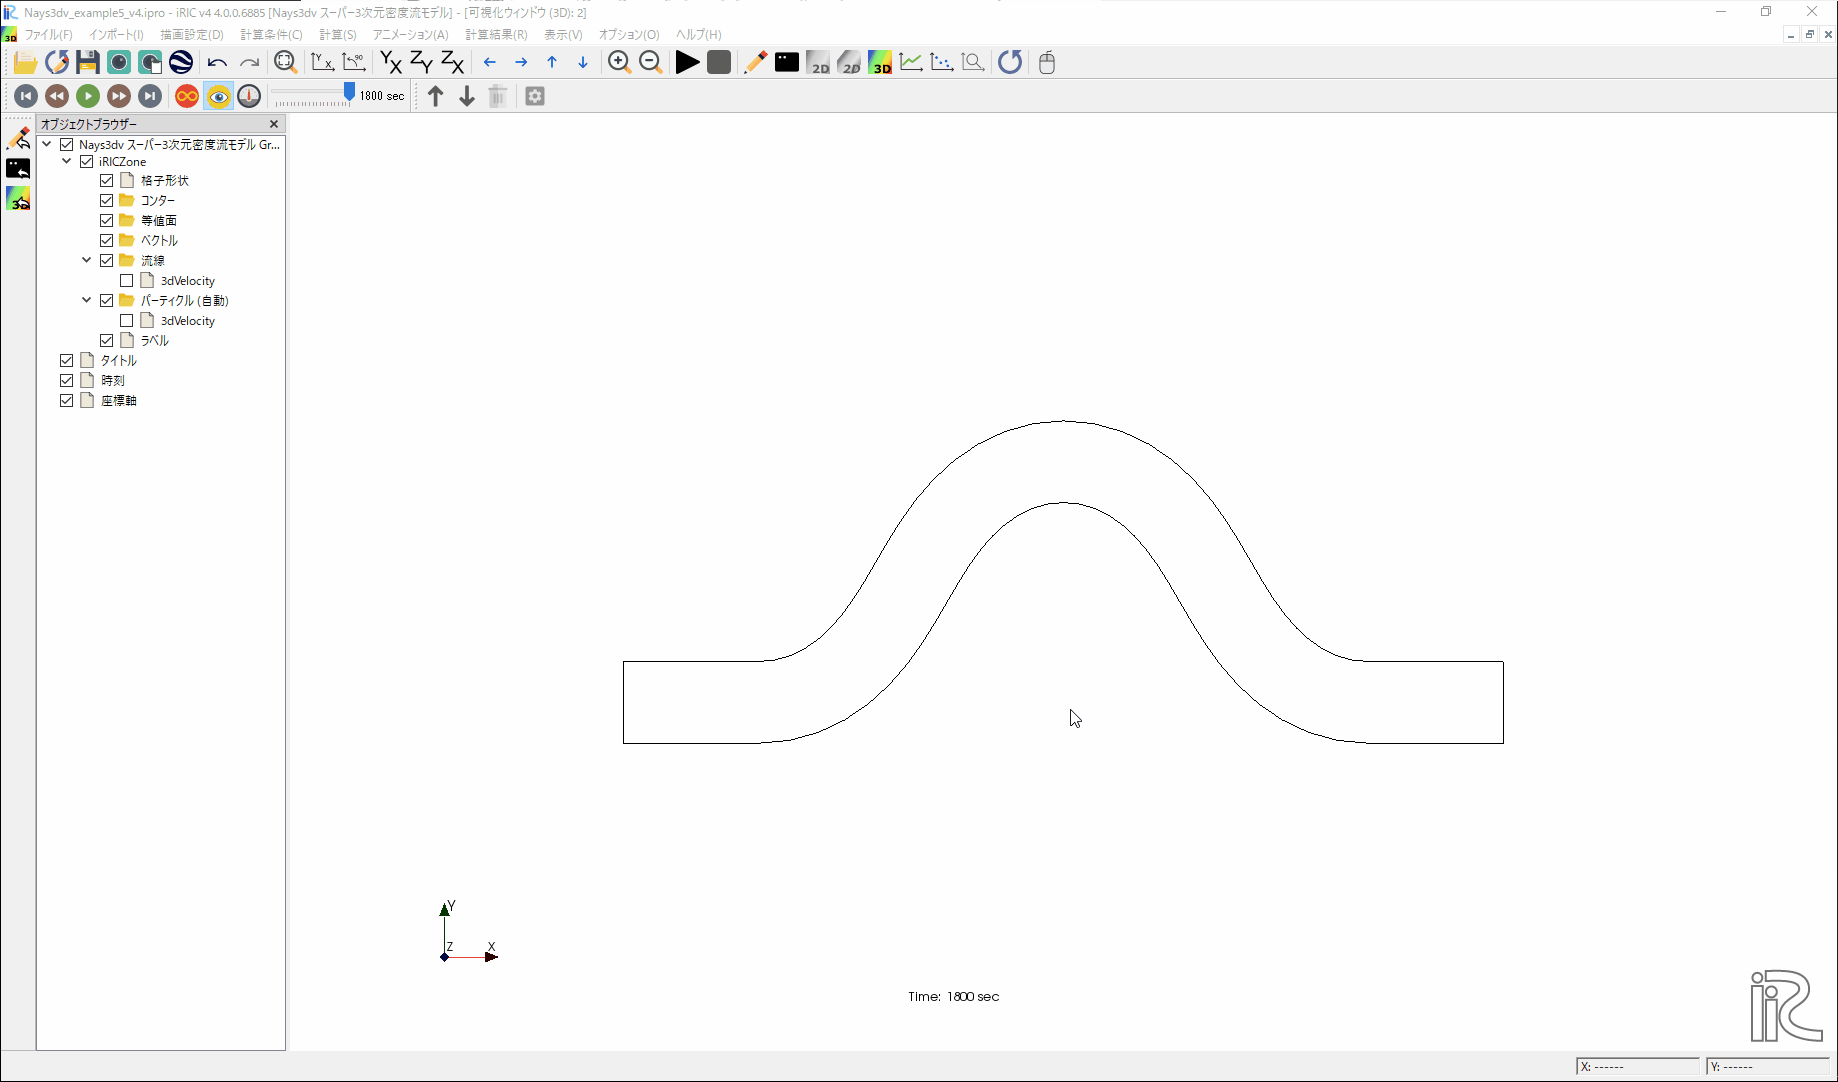 Nays3dv_example5_v4.ipro - iRIC v4 4.0.0.6885 [Nays3dv スーパー3次元密度流モデル] - [可視化ウィンドウ (3D): 2]
ファイル(F) インポート(I) 描画設定(D) 計算条件(C) 計算(S) アニメーション(A) 計算結果(R) 表示(V) オプション(O) ヘルプ(H)
YX ZY ZX 2D 2D 3D
1800 sec
オブジェクトブラウザー
Nays3dv スーパー3次元密度流モデル Gr...
iRICZone
格子形状
コンター
等値面
ベクトル
流線
3dVelocity
パーティクル (自動)
3dVelocity
ラベル
タイトル
時刻
座標軸
Y
Z X
Time: 1800 sec
iRIC
X: ------ Y: ------